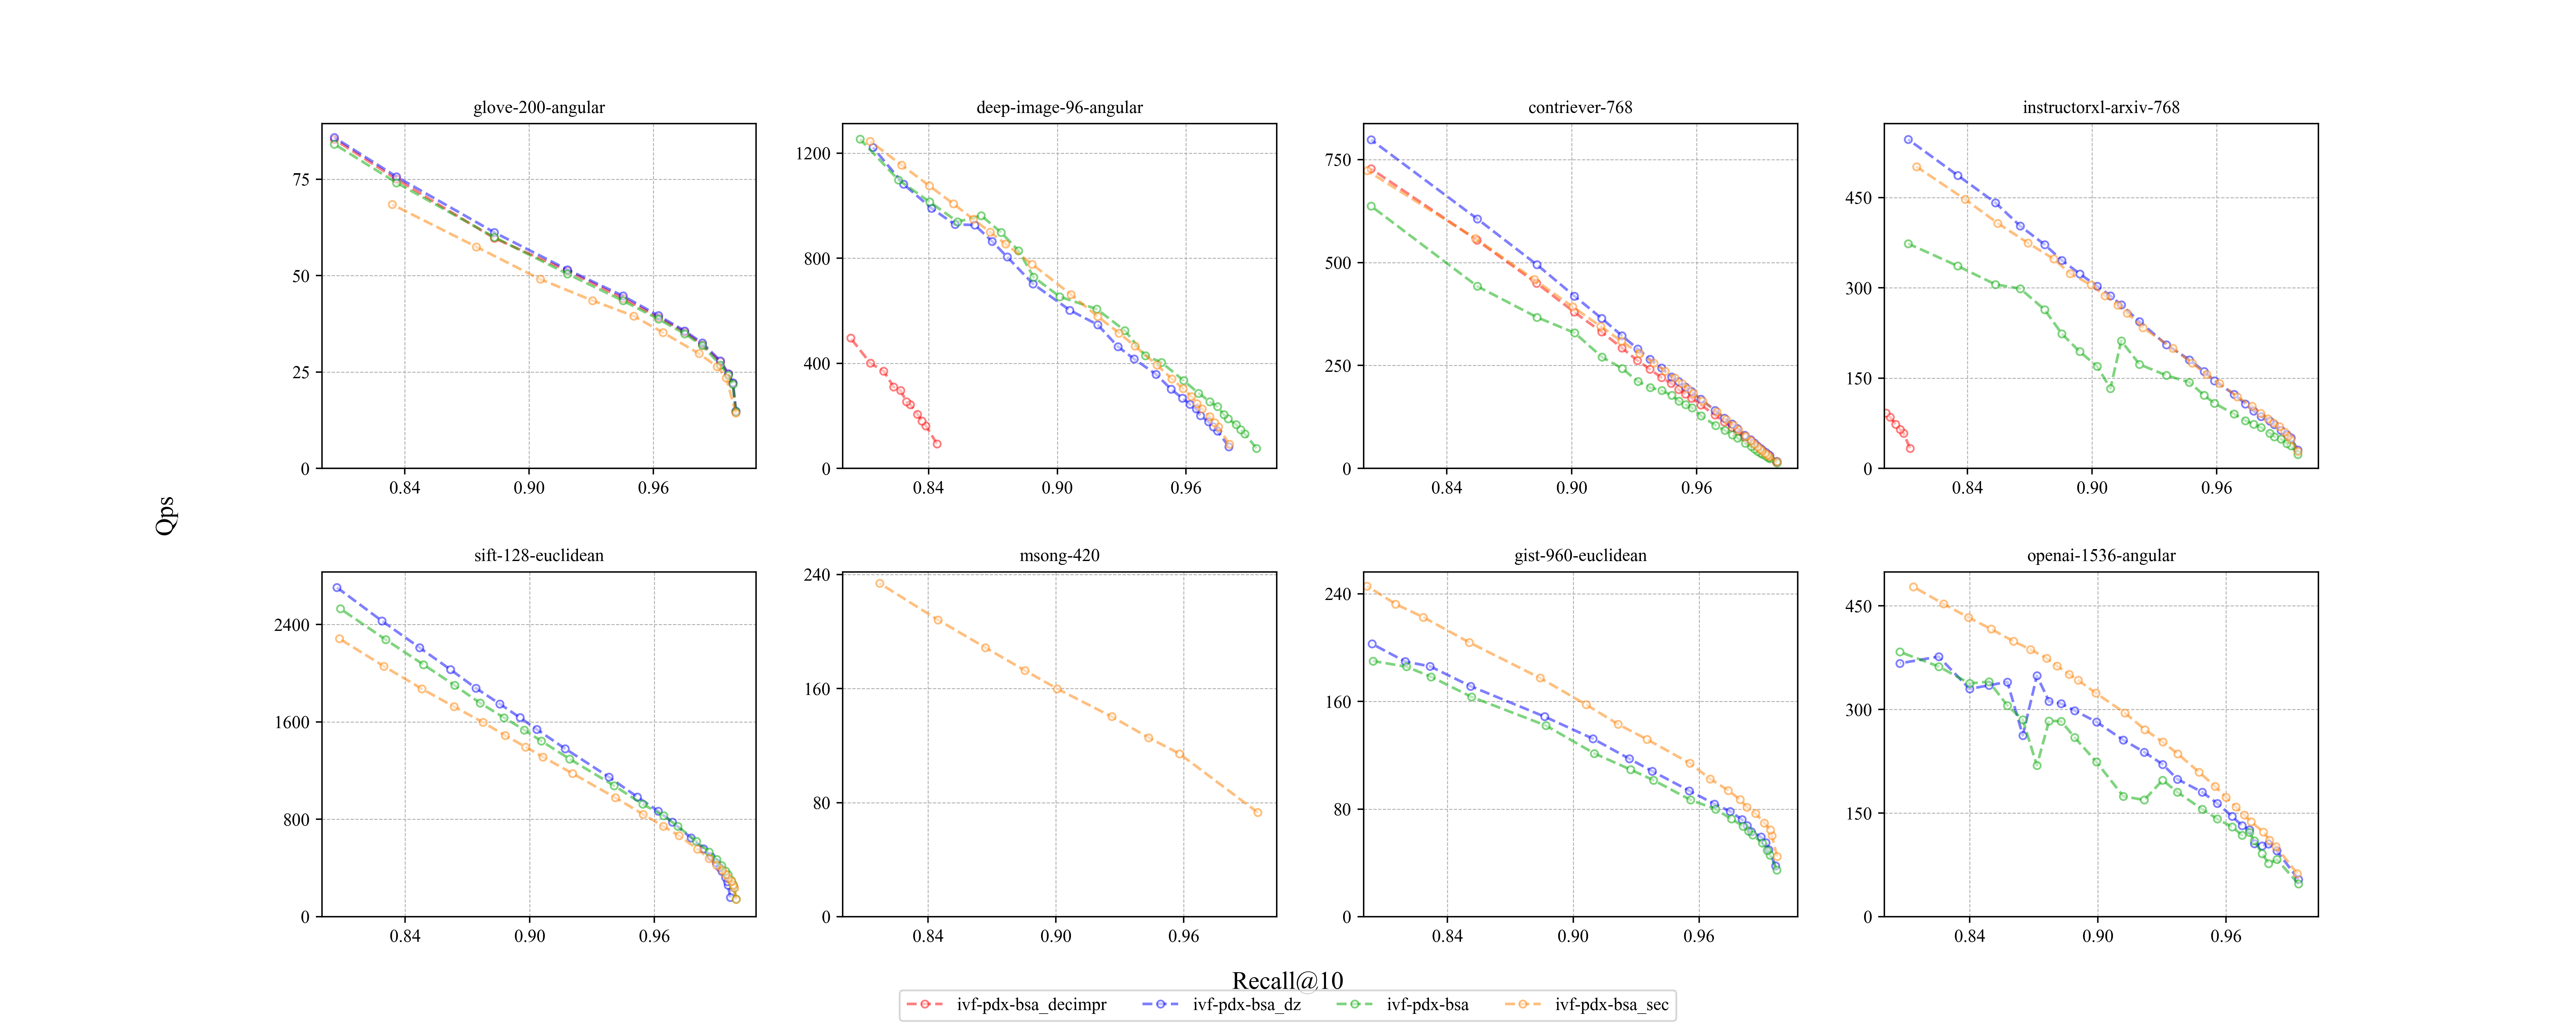 glove-200-angular
deep-image-96-angular
contriever-768
instructorxl-arxiv-768
75
50
25
0
0.84 0.90 0.96
1200
800
400
0
0.84 0.90 0.96
750
500
250
0
0.84 0.90 0.96
450
300
150
0
0.84 0.90 0.96
Qps
sift-128-euclidean
msong-420
gist-960-euclidean
openai-1536-angular
2400
1600
800
0
0.84 0.90 0.96
240
160
80
0
0.84 0.90 0.96
240
160
80
0
0.84 0.90 0.96
450
300
150
0
0.84 0.90 0.96
Recall@10
ivf-pdx-bsa_decimpr ivf-pdx-bsa_dz ivf-pdx-bsa ivf-pdx-bsa_sec